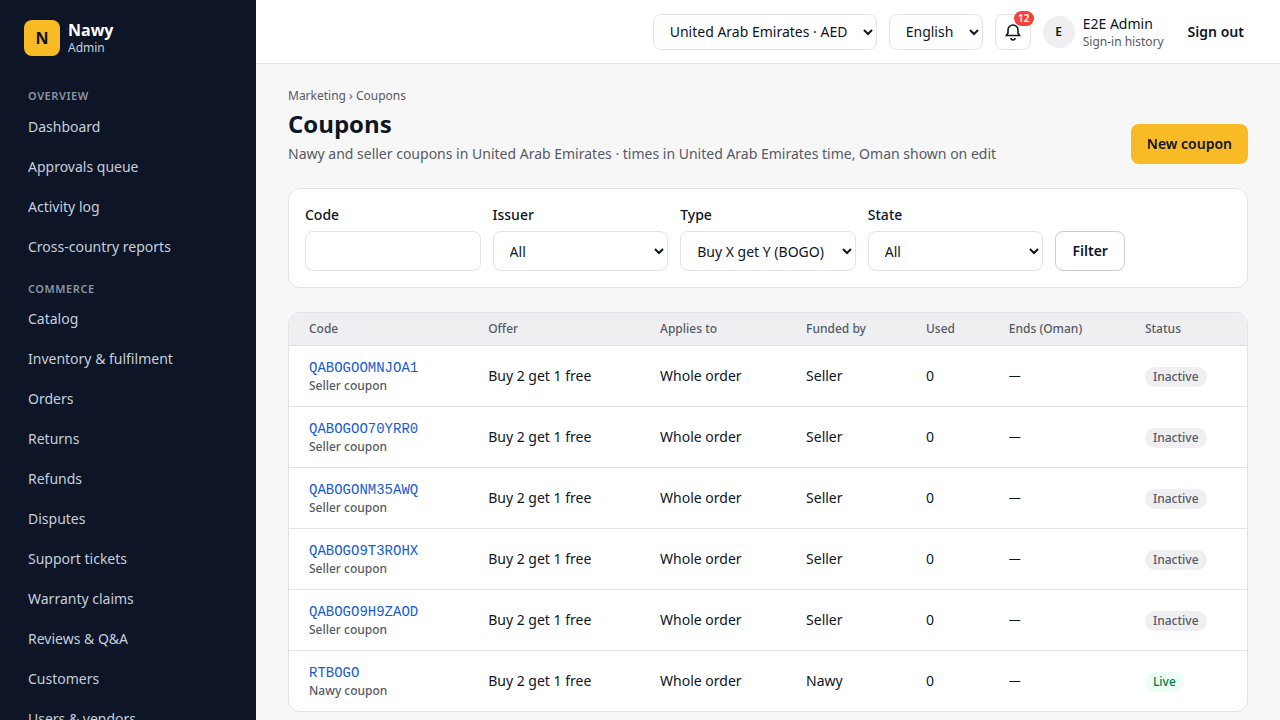 N
Nawy
Admin
OVERVIEW
Dashboard
Approvals queue
Activity log
Cross-country reports
COMMERCE
Catalog
Inventory & fulfilment
Orders
Returns
Refunds
Disputes
Support tickets
Warranty claims
Reviews & Q&A
Customers
Users & vendors
United Arab Emirates · AED
English
12
E
E2E Admin
Sign-in history
Sign out
Marketing › Coupons
Coupons
Nawy and seller coupons in United Arab Emirates · times in United Arab Emirates time, Oman shown on edit
New coupon
Code Issuer Type State
All Buy X get Y (BOGO) All Filter
Code Offer Applies to Funded by Used Ends (Oman) Status
QABOGOOMNJOA1
Seller coupon
Buy 2 get 1 free Whole order Seller 0 — Inactive
QABOGOO70YRR0
Seller coupon
Buy 2 get 1 free Whole order Seller 0 — Inactive
QABOGONM35AWQ
Seller coupon
Buy 2 get 1 free Whole order Seller 0 — Inactive
QABOGO9T3ROHX
Seller coupon
Buy 2 get 1 free Whole order Seller 0 — Inactive
QABOGO9H9ZAOD
Seller coupon
Buy 2 get 1 free Whole order Seller 0 — Inactive
RTBOGO
Nawy coupon
Buy 2 get 1 free Whole order Nawy 0 — Live